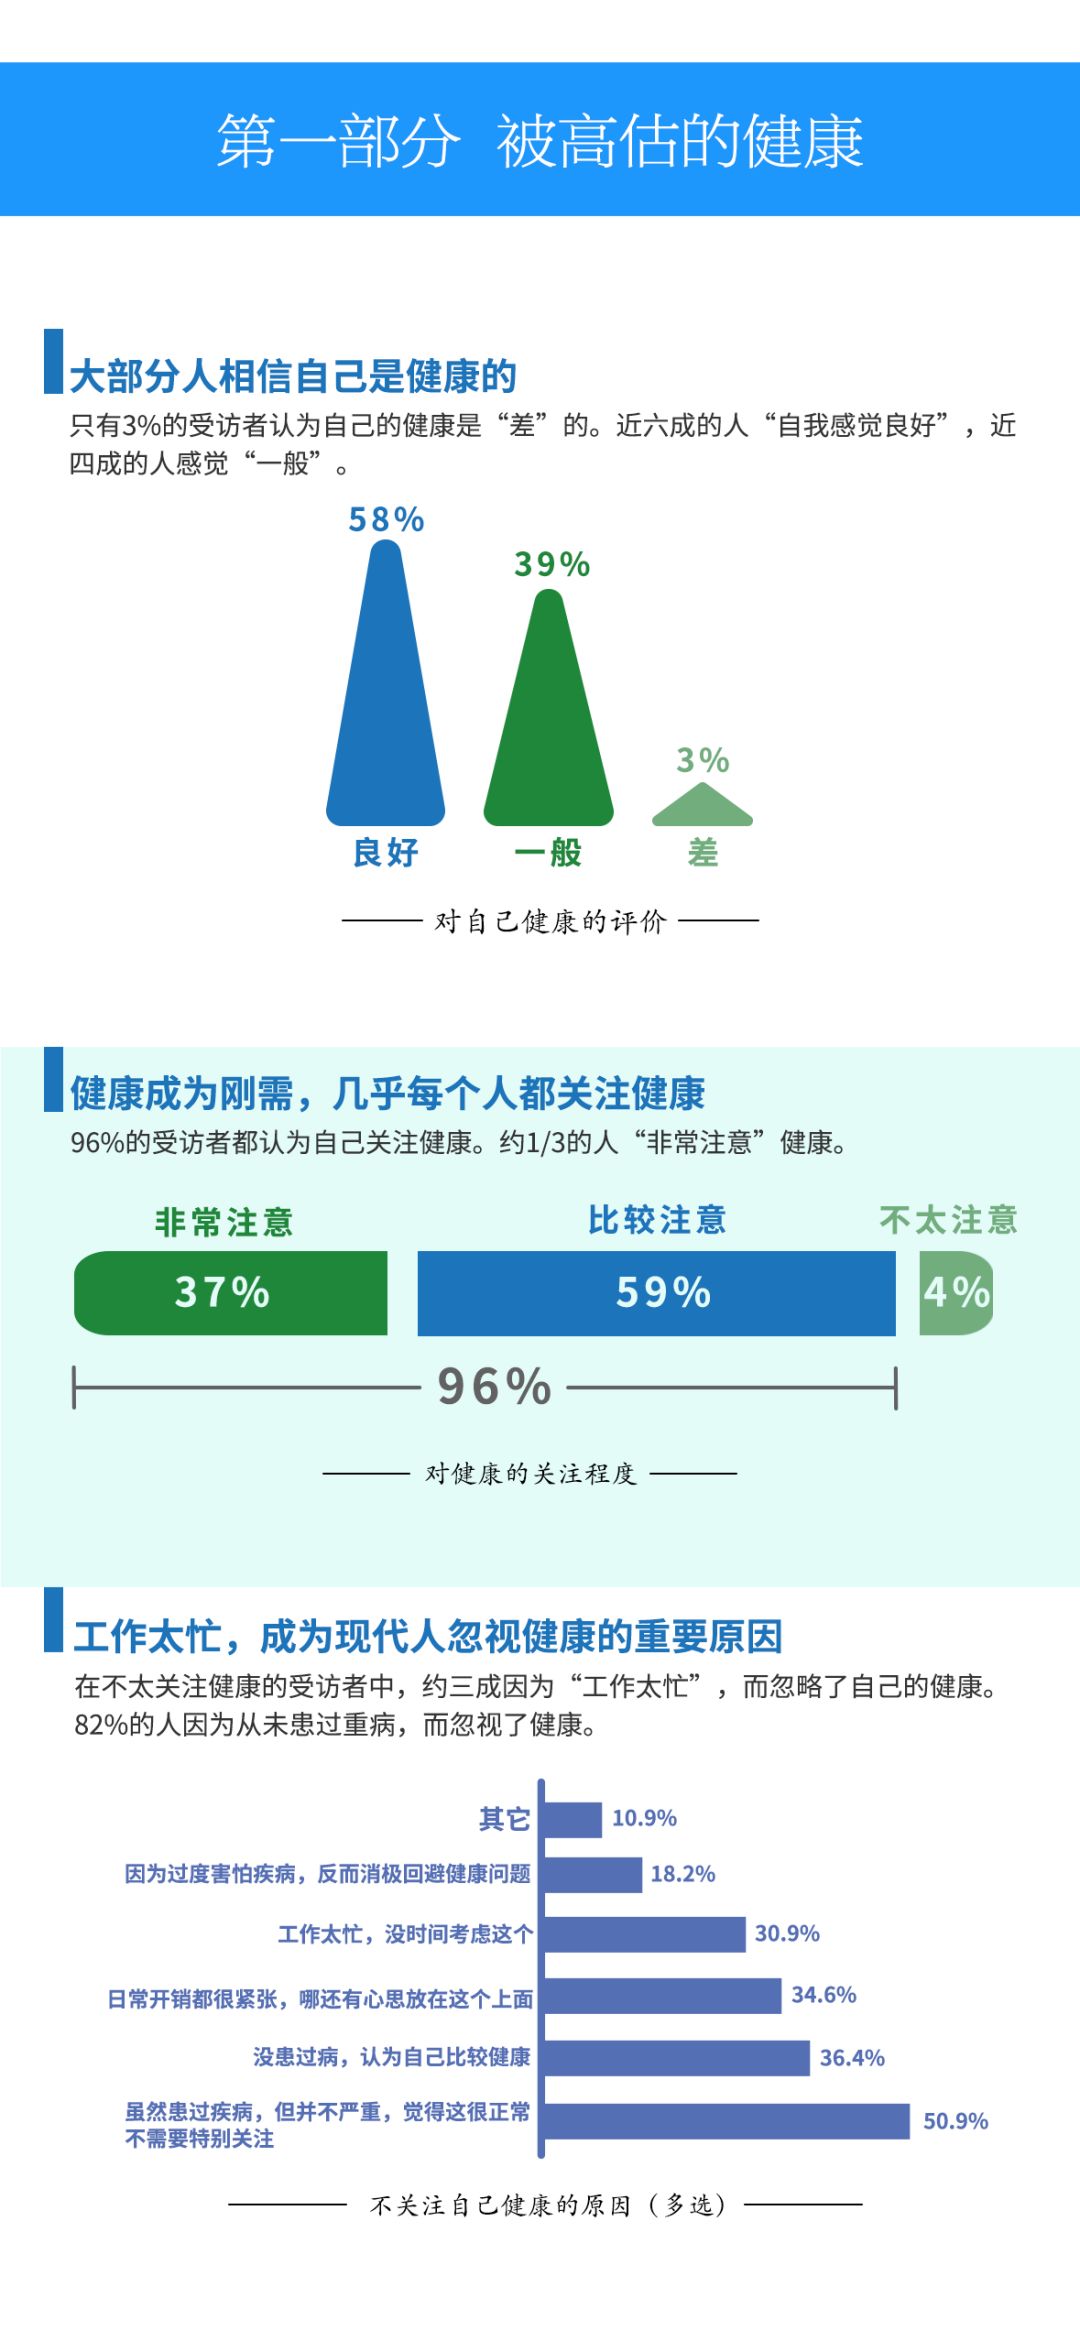 第一部分 被高估的健康
大部分人相信自己是健康的
只有3%的受访者认为自己的健康是“差”的。近六成的人“自我感觉良好”，近
四成的人感觉“一般”。
58%
39%
3%
良好 一般 差
对自己健康的评价
健康成为刚需，几乎每个人都关注健康
96%的受访者都认为自己关注健康。约1/3的人“非常注意”健康。
非常注意 比较注意 不太注意
37% 59% 4%
96%
对健康的关注程度
工作太忙，成为现代人忽视健康的重要原因
在不太关注健康的受访者中，约三成因为“工作太忙”，而忽略了自己的健康。
82%的人因为从未患过重病，而忽视了健康。
其它 10.9%
因为过度害怕疾病，反而消极回避健康问题 18.2%
工作太忙，没时间考虑这个 30.9%
日常开销都很紧张，哪还有心思放在这个上面 34.6%
没患过病，认为自己比较健康 36.4%
虽然患过疾病，但并不严重，觉得这很正常
不需要特别关注
50.9%
不关注自己健康的原因（多选）